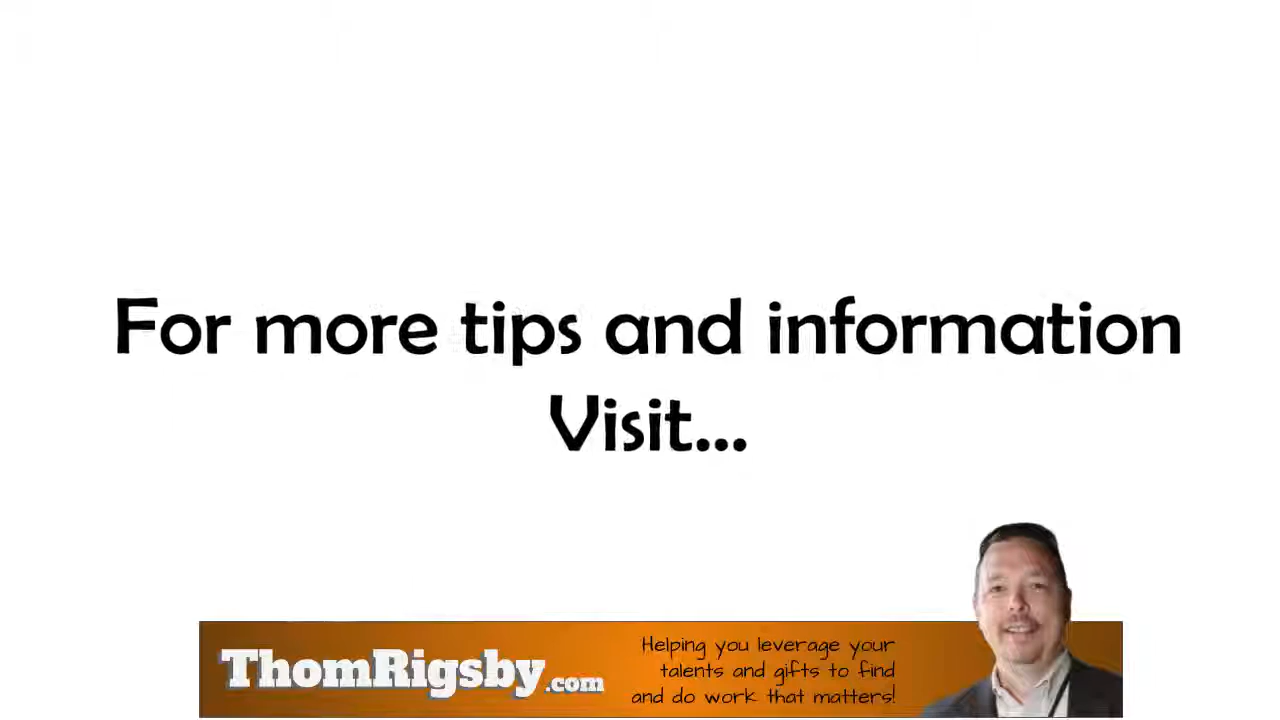 For more tips and information
Visit...
ThomRigsby.com
Helping you leverage your
talents and gifts to find
and do work that matters!